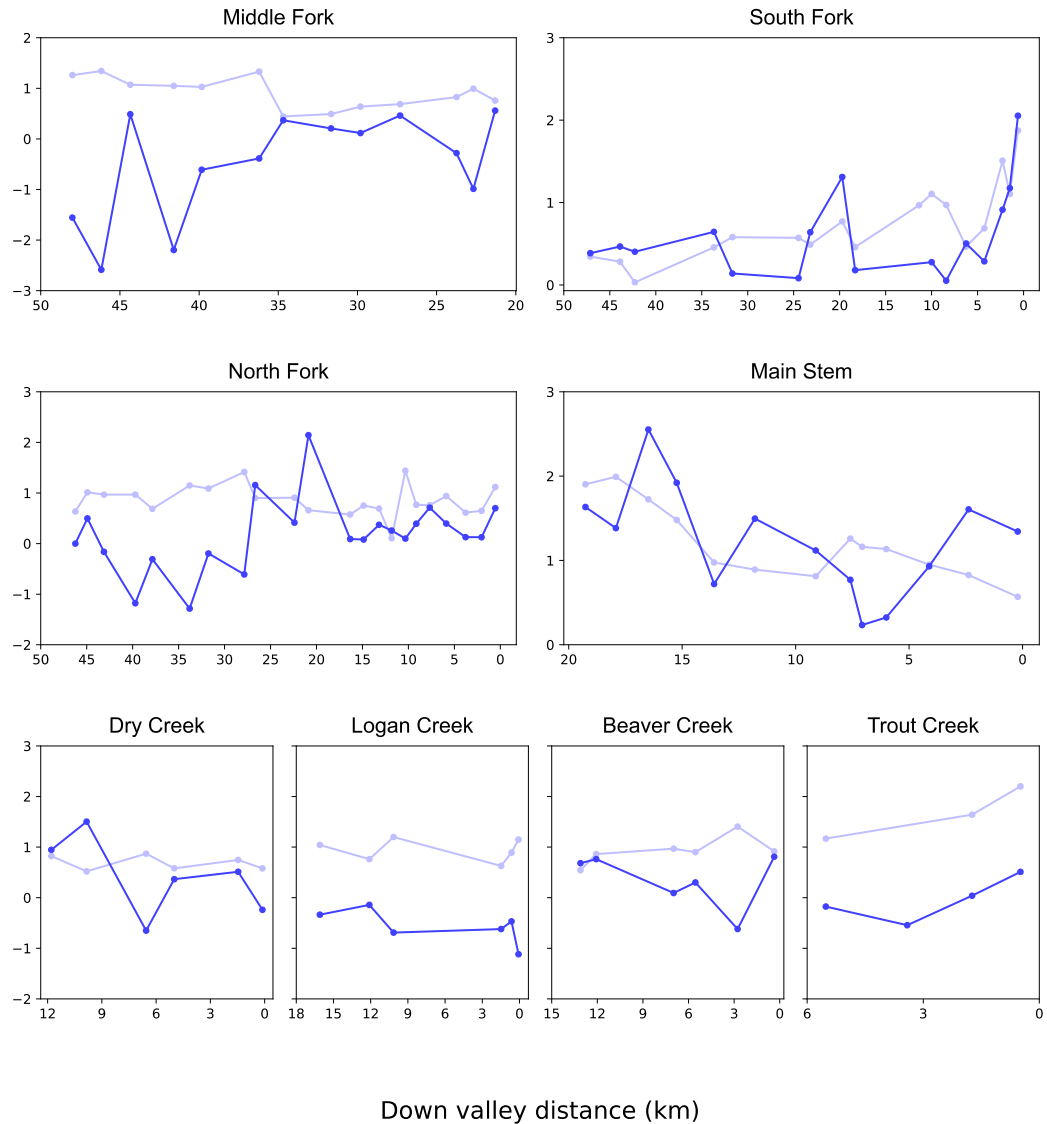 Middle Fork
2
1
0
−1
−2
−3
50 45 40 35 30 25 20
South Fork
3
2
1
0
50 45 40 35 30 25 20 15 10 5 0
North Fork
3
2
1
0
−1
−2
50 45 40 35 30 25 20 15 10 5 0
Main Stem
3
2
1
0
20 15 10 5 0
Dry Creek
3
2
1
0
−1
−2
12 9 6 3 0
Logan Creek
18 15 12 9 6 3 0
Beaver Creek
15 12 9 6 3 0
Trout Creek
6 3 0
Down valley distance (km)